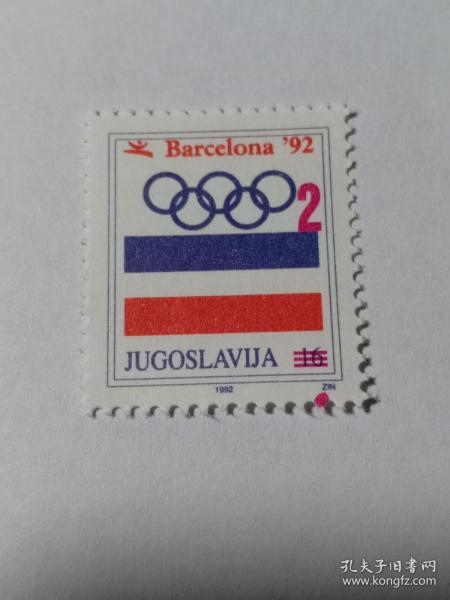 Barcelona '92
2
JUGOSLAVIJA 16
1992 ZIN
孔夫子旧书网
www.kongfz.com